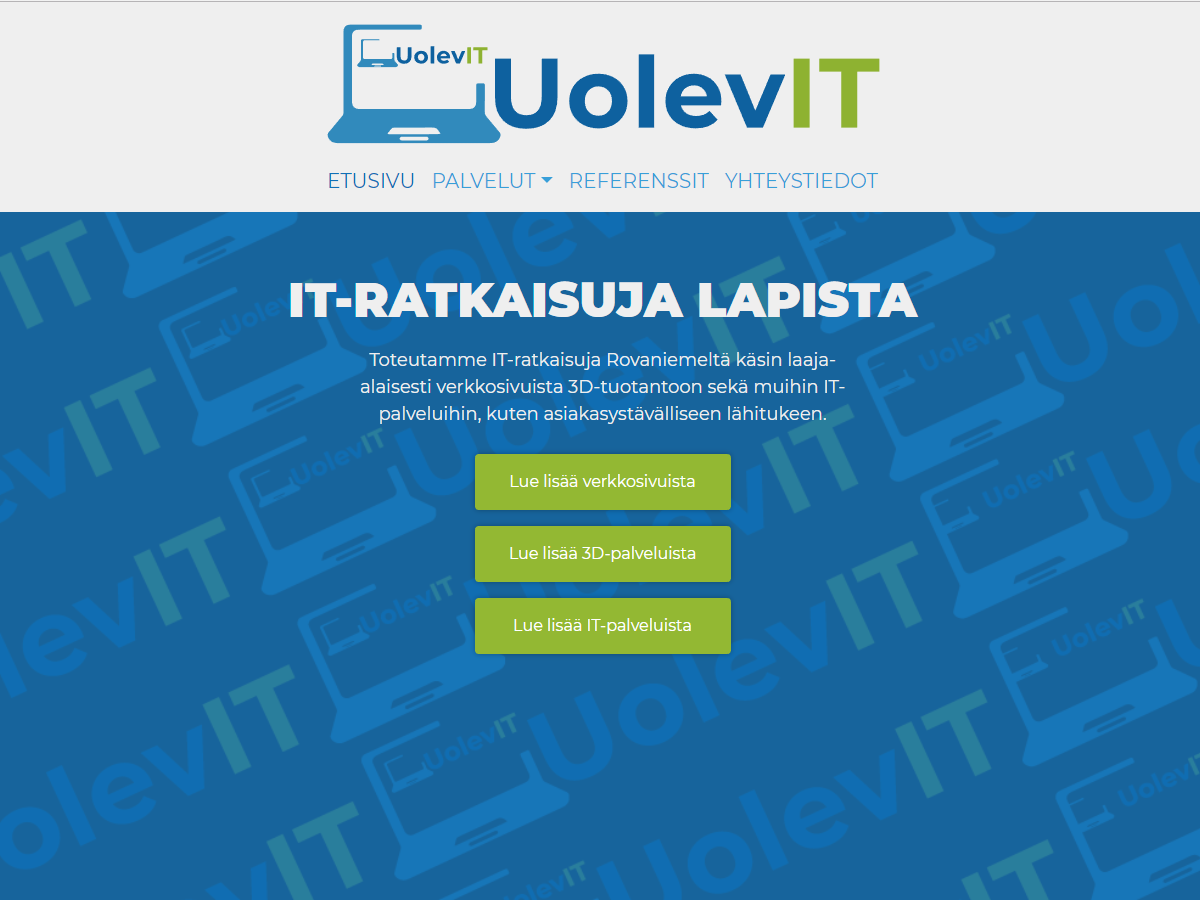 UolevIT
UolevIT
ETUSIVU PALVELUT REFERENSSIT YHTEYSTIEDOT
IT-RATKAISUJA LAPISTA
Toteutamme IT-ratkaisuja Rovaniemeltä käsin laaja-
alaisesti verkkosivuista 3D-tuotantoon sekä muihin IT-
palveluihin, kuten asiakasystävälliseen lähitukeen.
Lue lisää verkkosivuista
Lue lisää 3D-palveluista
Lue lisää IT-palveluista